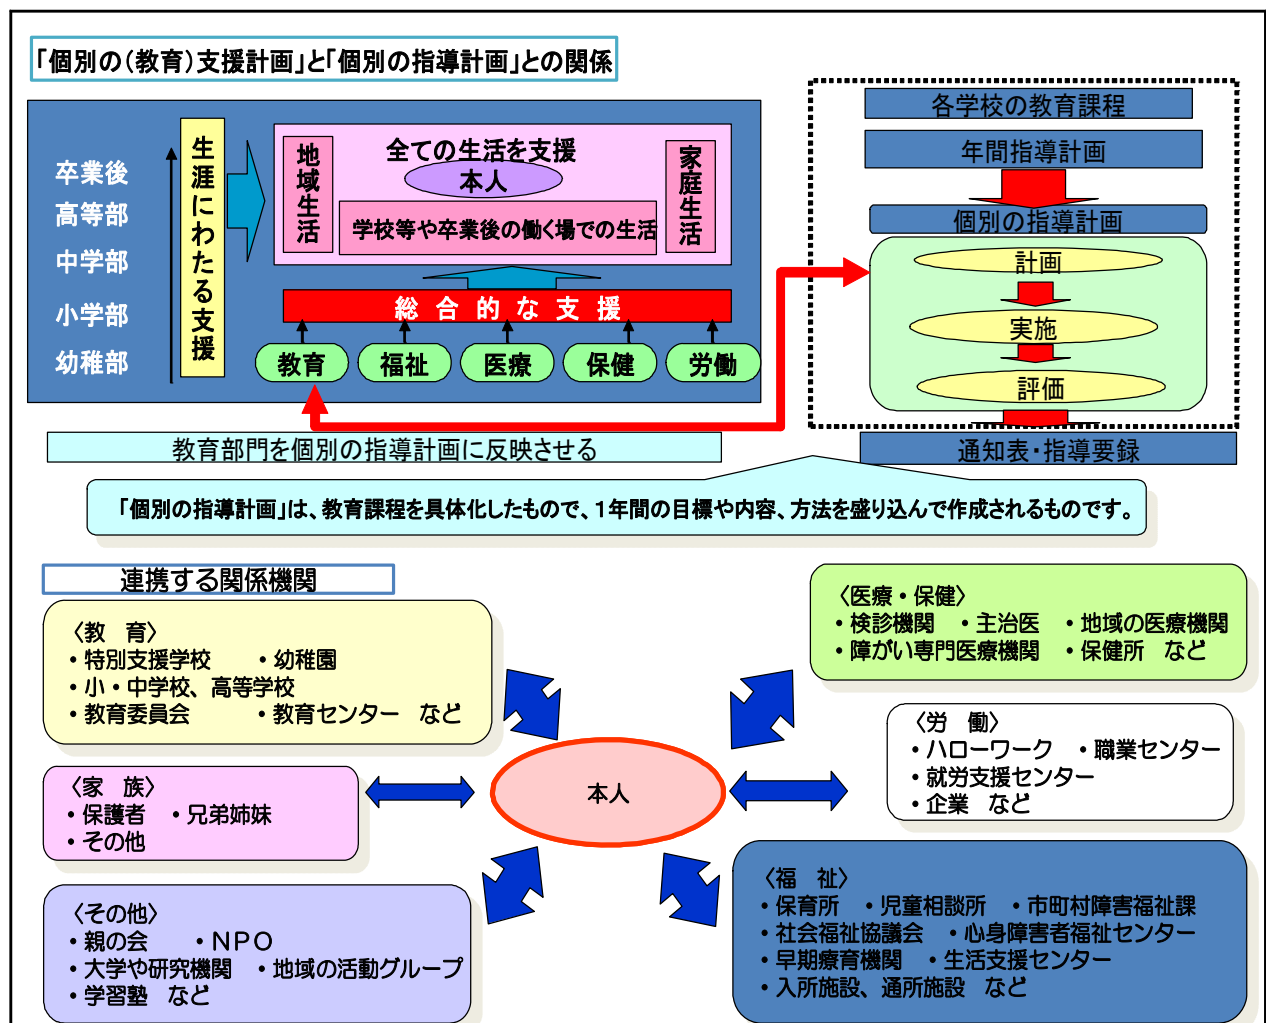 「個別の（教育）支援計画」と「個別の指導計画」との関係
卒業後
高等部
中学部
小学部
幼稚部
生涯にわたる支援
地域生活
全ての生活を支援
本人
学校等や卒業後の働く場での生活
家庭生活
総合的な支援
教育
福祉
医療
保健
労働
教育部門を個別の指導計画に反映させる
各学校の教育課程
年間指導計画
個別の指導計画
計画
実施
評価
通知表・指導要録
「個別の指導計画」は、教育課程を具体化したもので、１年間の目標や内容、方法を盛り込んで作成されるものです。
連携する関係機関
〈教　育〉
・特別支援学校　　・幼稚園
・小・中学校、高等学校
・教育委員会　　　・教育センター　など
〈家　族〉
・保護者　・兄弟姉妹
・その他
〈その他〉
・親の会　　・ＮＰＯ
・大学や研究機関　・地域の活動グループ
・学習塾　など
本人
〈医療・保健〉
・検診機関　・主治医　・地域の医療機関
・障がい専門医療機関　・保健所　など
〈労　働〉
・ハローワーク　・職業センター
・就労支援センター
・企業　など
〈福　祉〉
・保育所　・児童相談所　・市町村障害福祉課
・社会福祉協議会　・心身障害者福祉センター
・早期療育機関　・生活支援センター
・入所施設、通所施設　など